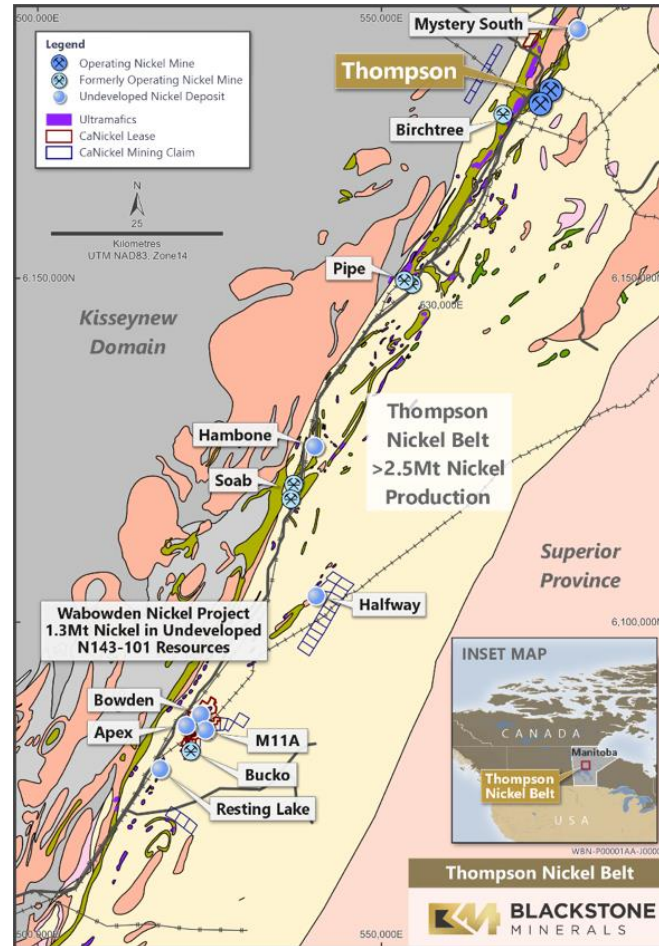 500,000E
550,000E
Mystery South
Legend
Operating Nickel Mine
Formerly Operating Nickel Mine
Undeveloped Nickel Deposit
Ultramafics
CaNickel Lease
CaNickel Mining Claim
Thompson
Birchtree
N
25
Kilometres
UTM NAD83, Zone14
Pipe
6,150,000N
6,150,000N
630,000E
Kisseynew
Domain
Thompson
Nickel Belt
>2.5Mt Nickel
Production
Hambone
Soab
Superior
Province
Halfway
6,100,000N
Wabowden Nickel Project
1.3Mt Nickel in Undeveloped
N143-101 Resources
Bowden
Apex
M11A
Bucko
Resting Lake
INSET MAP
CANADA
Manitoba
Thompson
Nickel Belt
USA
Thompson Nickel Belt
BLACKSTONE
MINERALS
500,000E
550,000E